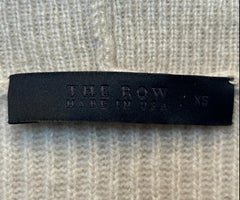 THE ROW
MADE IN USA
XS